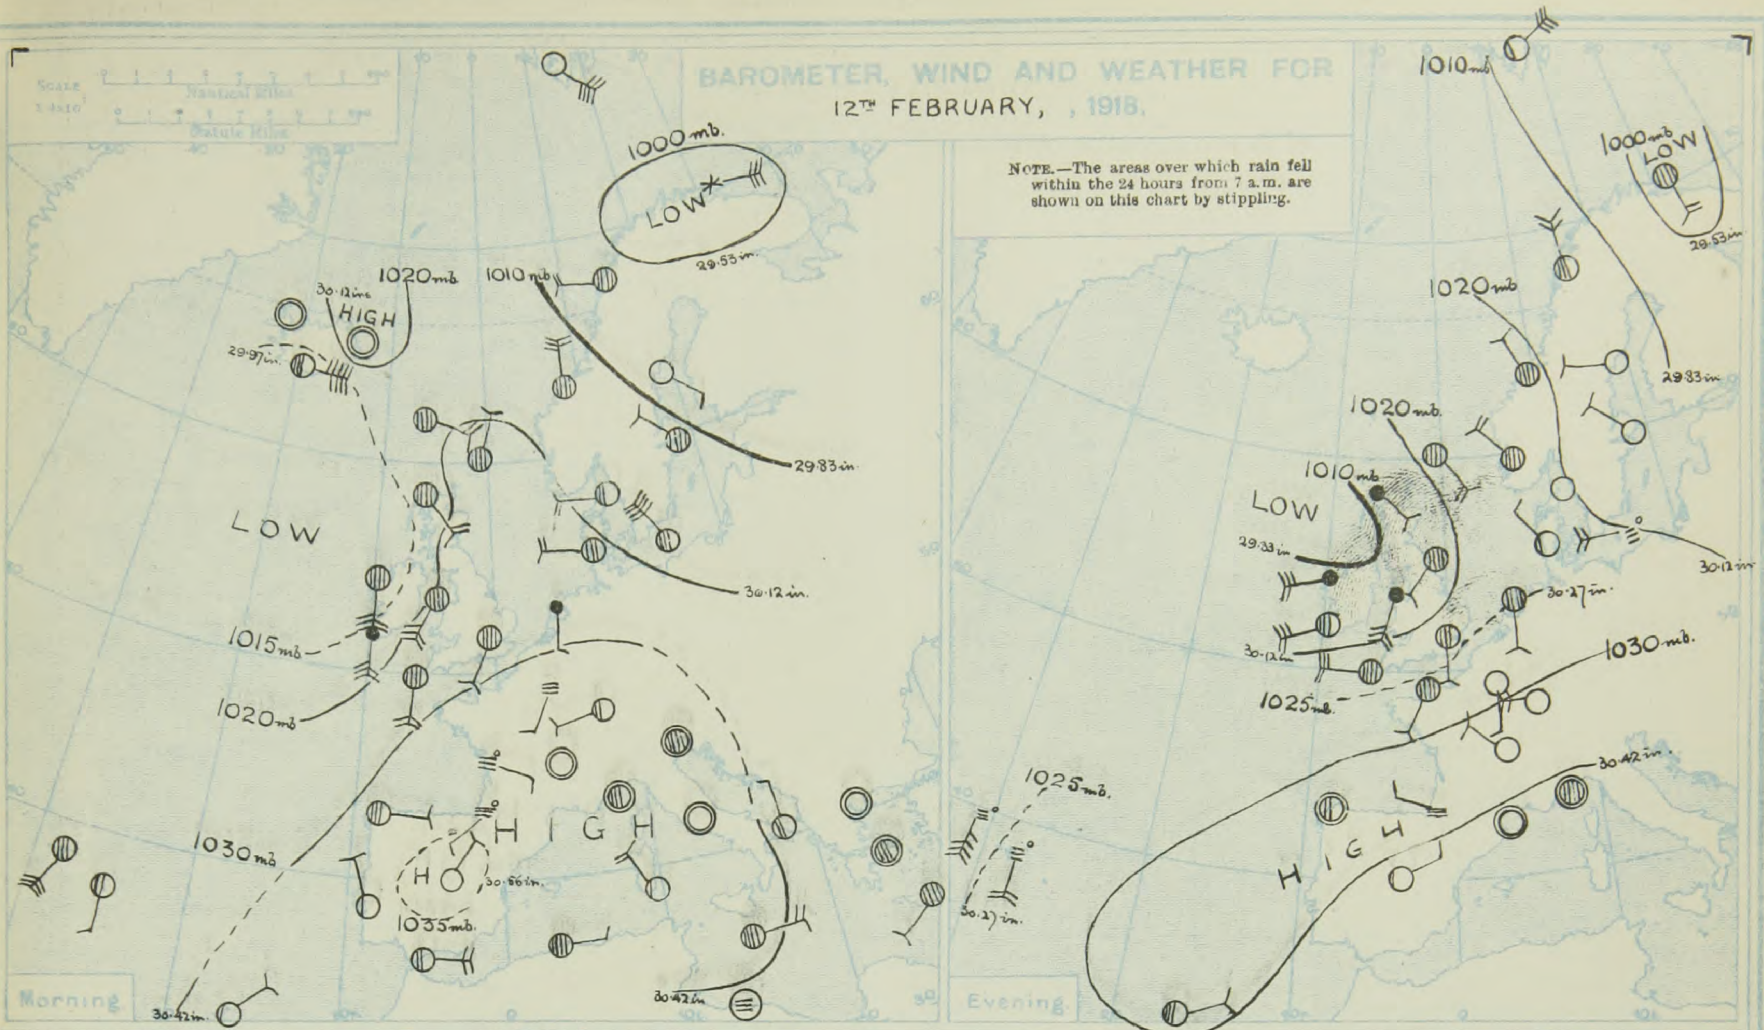 SCALE
Nautical Miles
Statute Miles
BAROMETER, WIND AND WEATHER FOR
12TH FEBRUARY, , 1918.
NOTE.—The areas over which rain fell
within the 24 hours from 7 a.m. are
shown on this chart by stippling.
1000 mb.
LOW
29.53 in.
1020 mb
1010 mb
30.12 ins
HIGH
29.97 in.
29.83 in.
LOW
30.12 in.
1015 mb
1020 mb
1030 mb
HIGH
H
30.56 in.
1035 mb.
30.42 in.
30.42 in.
Morning
1010 mb
1000 mb
LOW
29.53 in
1020 mb
29.83 in
1020 mb.
1010 mb
LOW
29.83 in
30.12 in
30.27 in.
30.12 in
1030 mb.
1025 mb.
30.42 in.
1025 mb.
HIGH
30.27 in.
Evening.